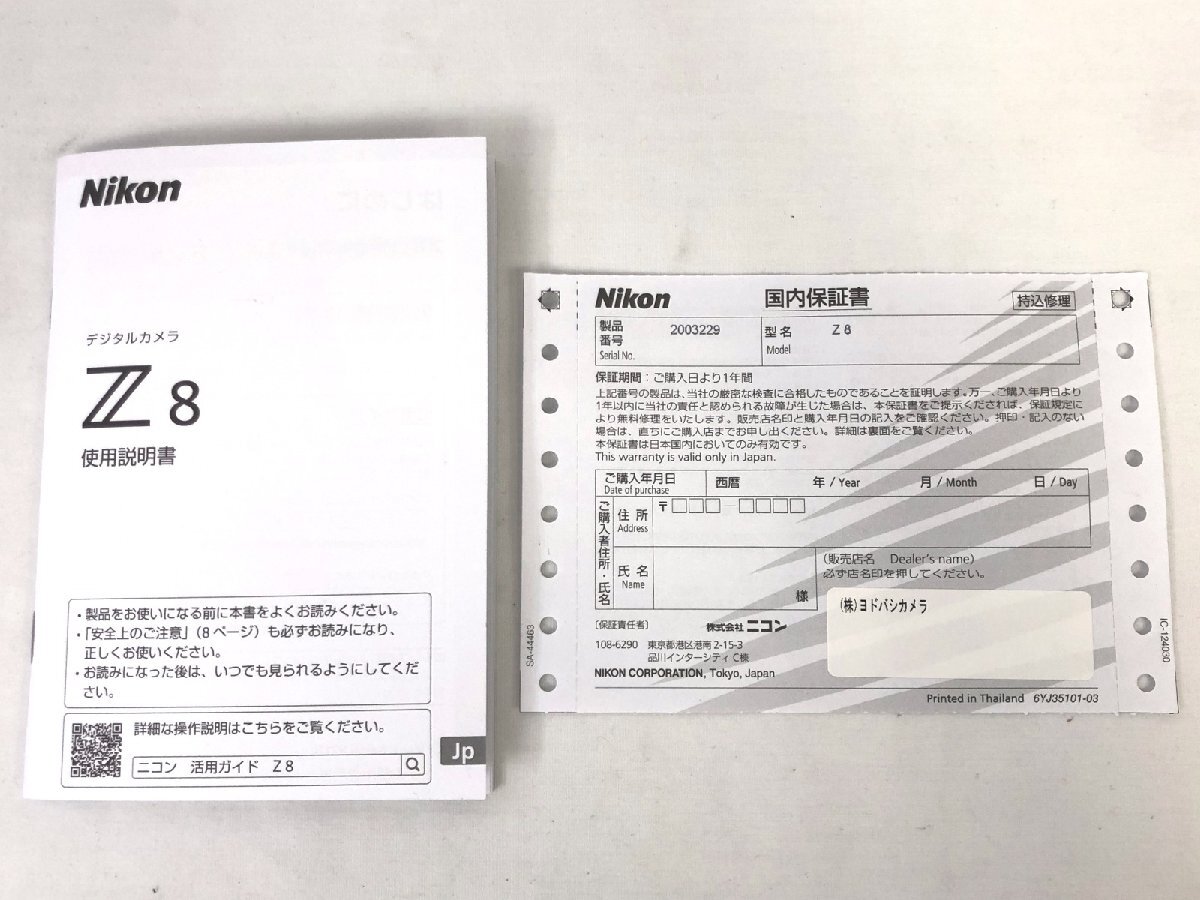 Nikon
デジタルカメラ
Z 8
使用説明書
・製品をお使いになる前に本書をよくお読みください。
・「安全上のご注意」(8ページ)も必ずお読みになり、
正しくお使いください。
・お読みになった後は、いつでも見られるようにしてくだ
さい。
詳細な操作説明はこちらをご覧ください。
ニコン 活用ガイド Z8
Jp
Nikon 国内保証書 持込修理
製品番号 Serial No. 2003229 型名 Model Z 8
保証期間:ご購入日より1年間
上記番号の製品は、当社の厳密な検査に合格したものであることを証明します。万一、ご購入年月日より
1年以内に当社の責任と認められる故障が生じた場合は、本保証書をご提示くだされば、保証規定に
より無料修理をいたします。販売店名印と購入年月日の記入をご確認ください。押印・記入のない
場合は、直ちにご購入店までお申し出ください。詳細は裏面をご覧ください。
本保証書は日本国内においてのみ有効です。
This warranty is valid only in Japan.
ご購入年月日 Date of purchase 西暦 年 / Year 月 / Month 日 / Day
ご購入者住所・氏名
住所 Address 〒□□□-□□□□
氏名 Name 様
(販売店名 Dealer's name)
必ず店名印を押してください。
(株)ヨドバシカメラ
〔保証責任者〕 株式会社 ニコン
108-6290 東京都港区港南2-15-3
品川インターシティC棟
NIKON CORPORATION, Tokyo, Japan
Printed in Thailand 6YJ35101-03
SA-44463
IC-124030